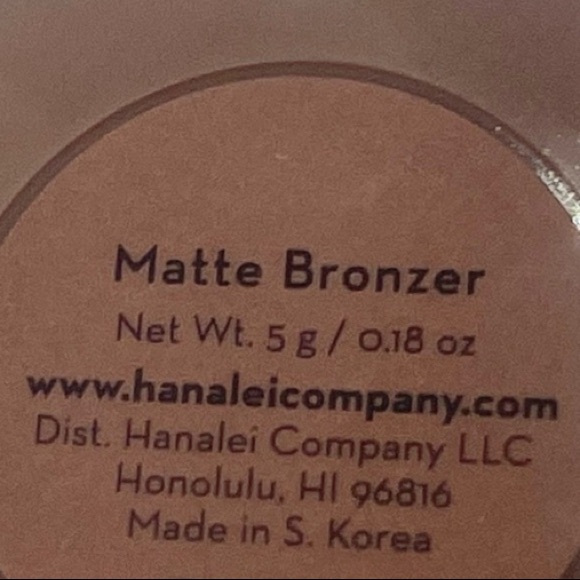 Matte Bronzer
Net Wt. 5 g / 0.18 oz
www.hanaleicompany.com
Dist. Hanalei Company LLC
Honolulu, HI 96816
Made in S. Korea